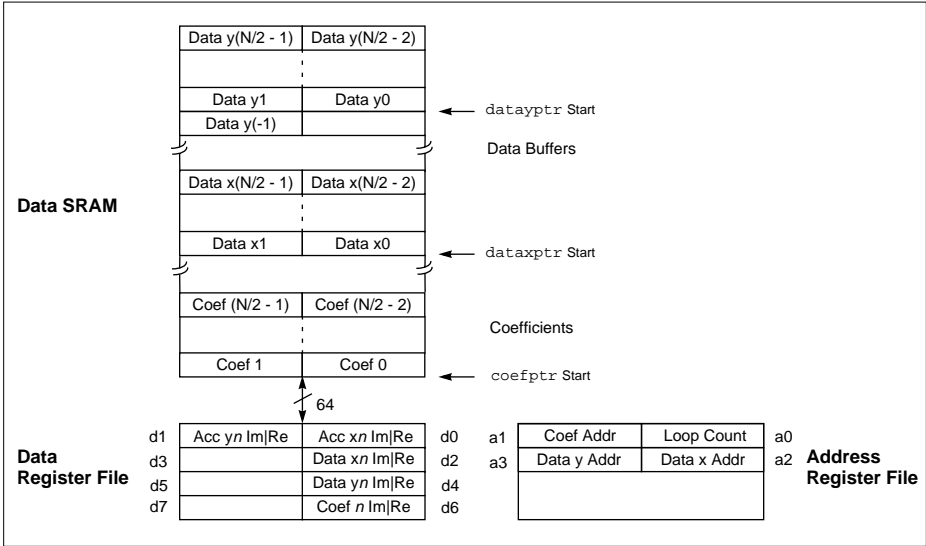 Data y(N/2 - 1) Data y(N/2 - 2)
Data y1 Data y0
datayptr Start
Data y(-1)
Data Buffers
Data x(N/2 - 1) Data x(N/2 - 2)
Data SRAM
Data x1 Data x0
dataxptr Start
Coef (N/2 - 1) Coef (N/2 - 2)
Coefficients
Coef 1 Coef 0
coefptr Start
64
d1 Acc yn Im|Re Acc xn Im|Re d0 a1 Coef Addr Loop Count a0
Data
Register File
d3 Data xn Im|Re d2 a3 Data y Addr Data x Addr a2
Address
Register File
d5 Data yn Im|Re d4
d7 Coef n Im|Re d6